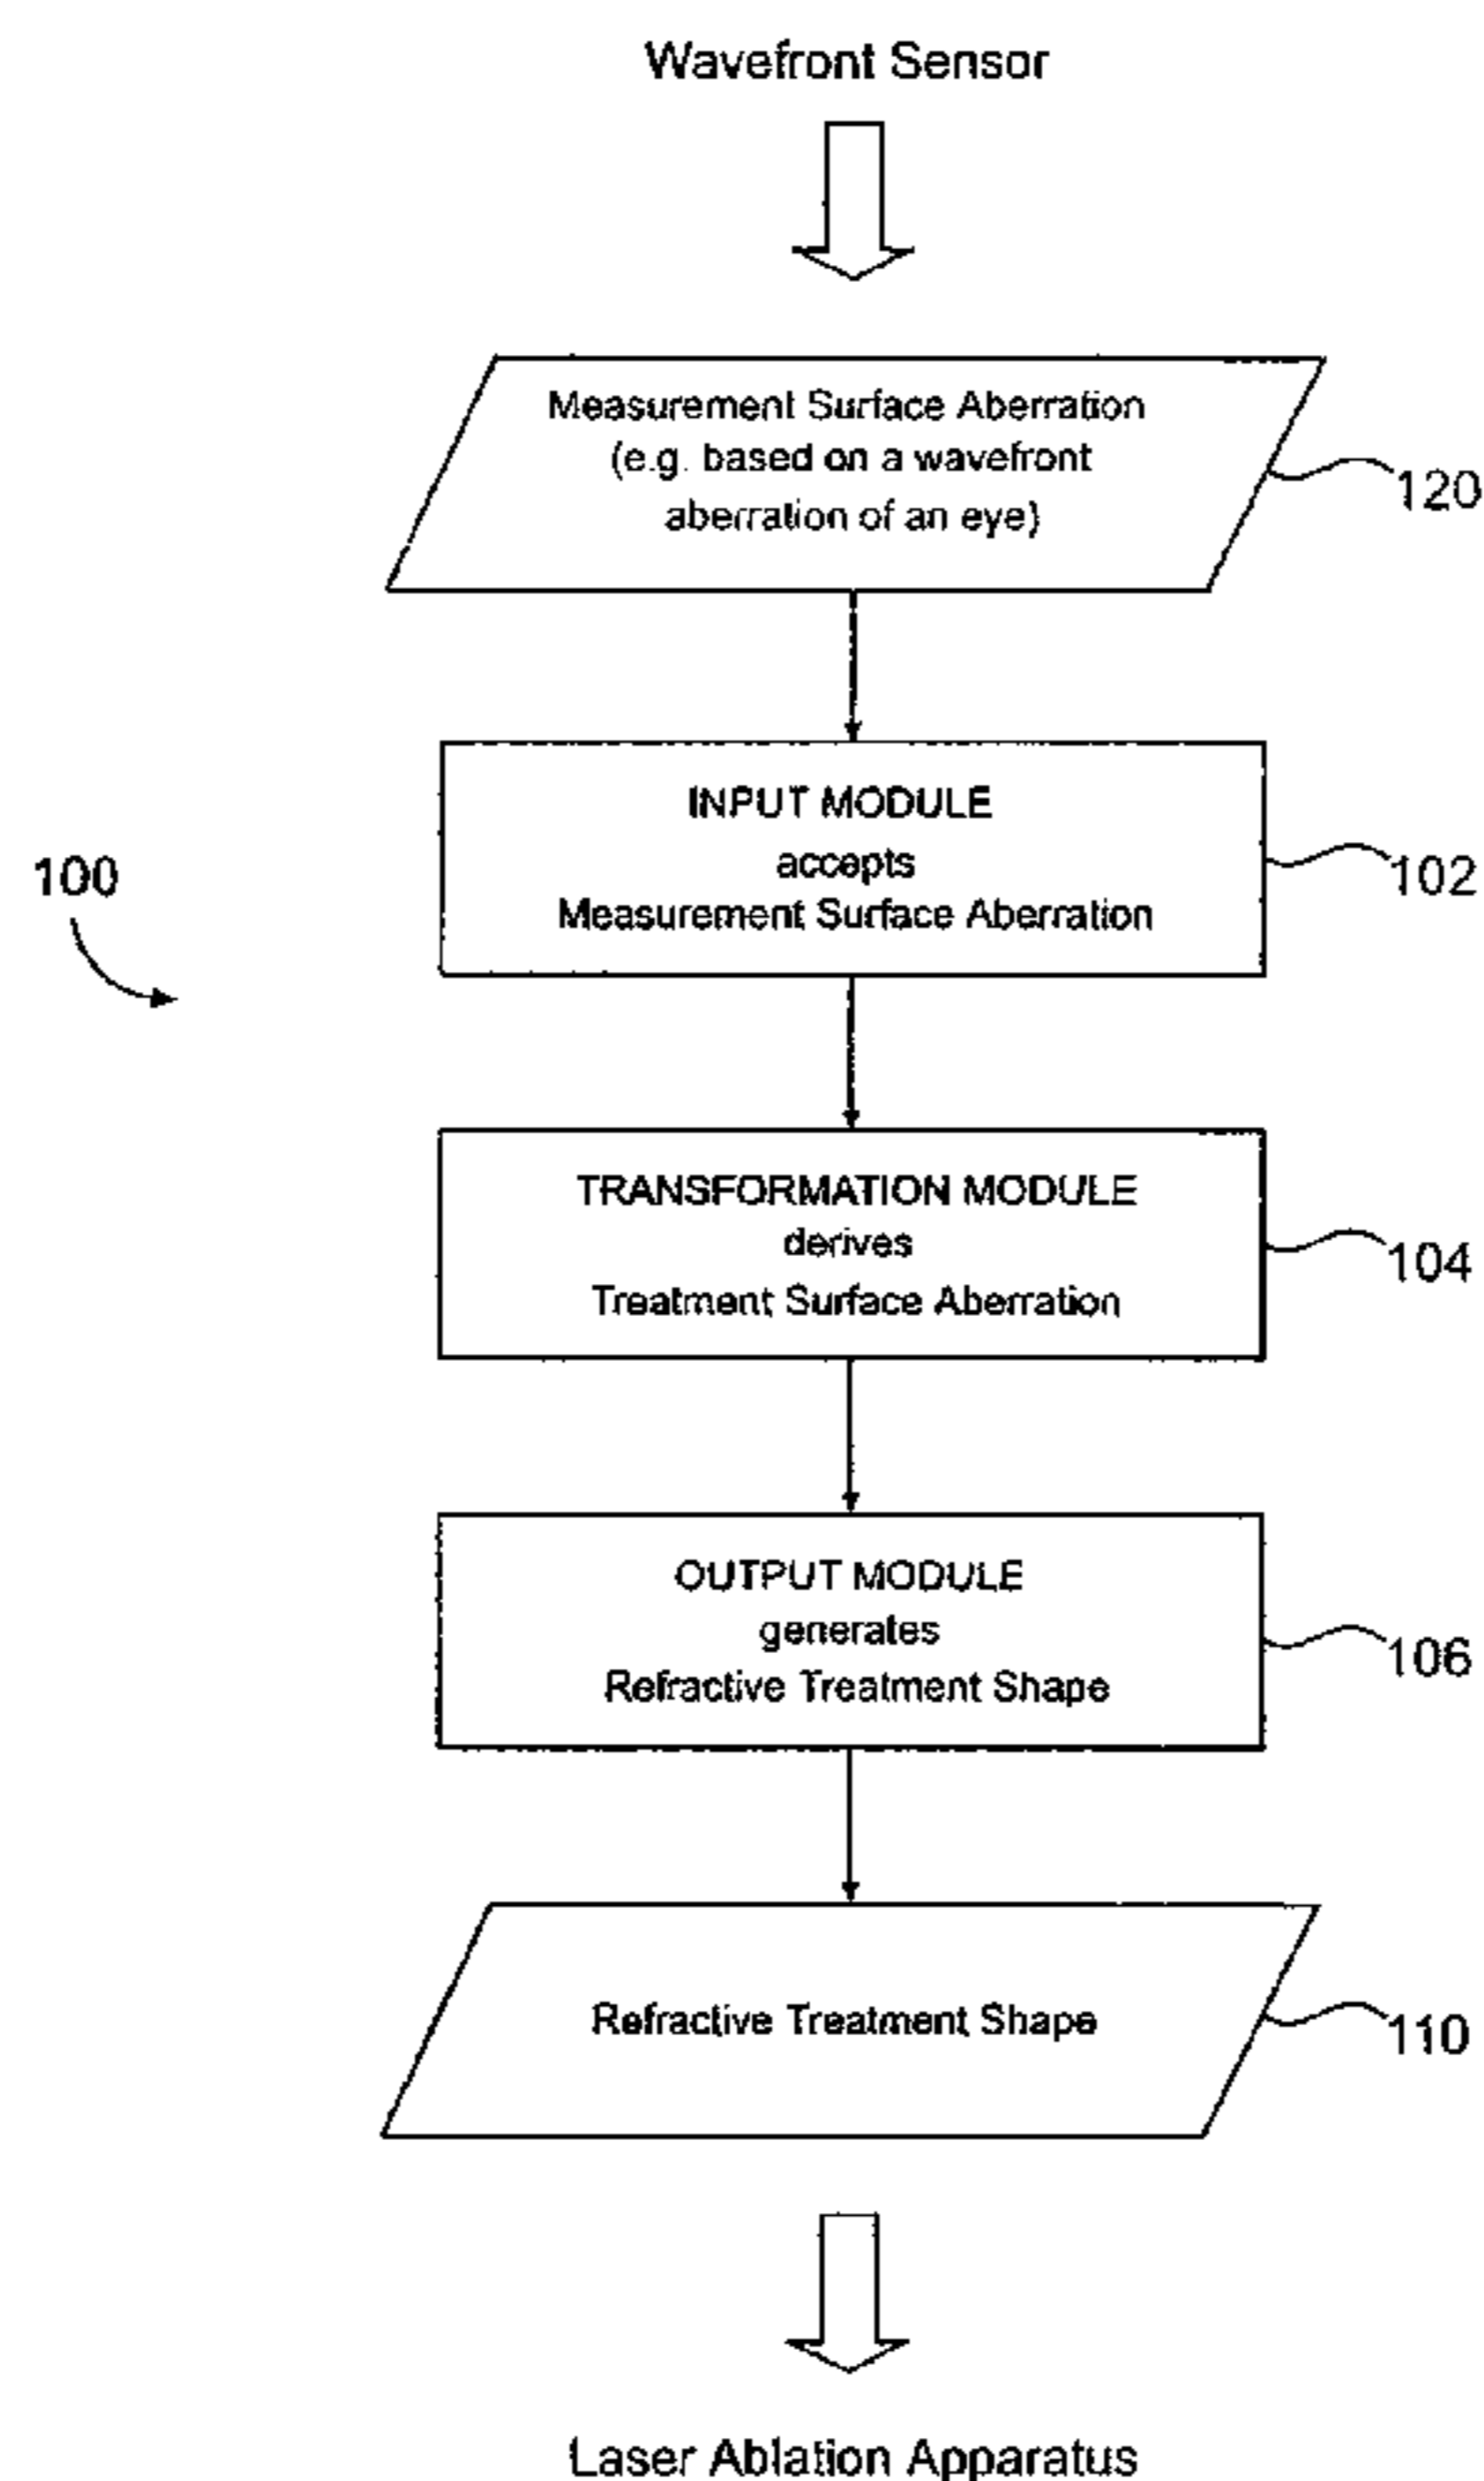 Wavefront Sensor
Measurement Surface Aberration
(e.g. based on a wavefront
aberration of an eye)
120
INPUT MODULE
accepts
Measurement Surface Aberration
102
100
TRANSFORMATION MODULE
derives
Treatment Surface Aberration
104
OUTPUT MODULE
generates
Refractive Treatment Shape
106
Refractive Treatment Shape
110
Laser Ablation Apparatus